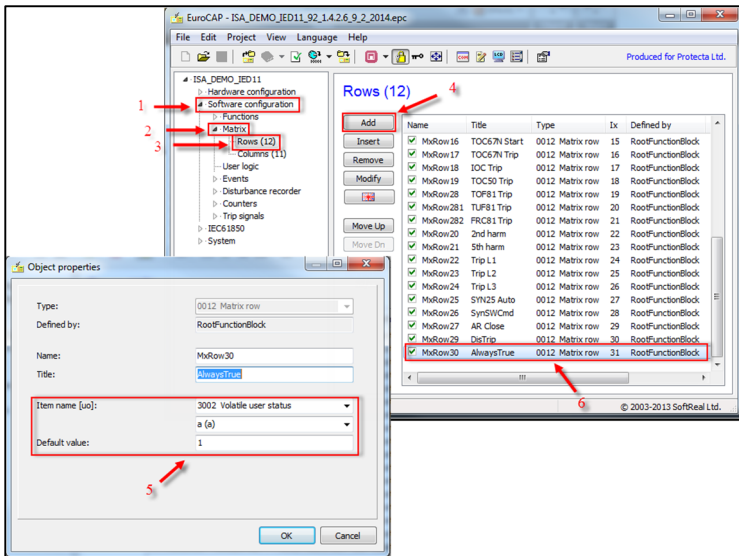 EuroCAP - ISA_DEMO_IED11_92_1.4.2.6_9_2_2014.epc
File Edit Project View Language Help
Produced for Protecta Ltd.
ISA_DEMO_IED11
Hardware configuration
1 Software configuration
Functions
2 Matrix
3 Rows (12)
Columns (11)
User logic
Events
Disturbance recorder
Counters
Trip signals
IEC61850
System
Rows (12)
4
Add
Insert
Remove
Modify
Move Up
Move Dn
Name Title Type Ix Defined by
MxRow16 TOC67N Start 0012 Matrix row 15 RootFunctionBlock
MxRow17 TOC67N Trip 0012 Matrix row 16 RootFunctionBlock
MxRow18 IOC Trip 0012 Matrix row 17 RootFunctionBlock
MxRow19 TOC50 Trip 0012 Matrix row 18 RootFunctionBlock
MxRow28 TOF81 Trip 0012 Matrix row 19 RootFunctionBlock
MxRow281 TUF81 Trip 0012 Matrix row 20 RootFunctionBlock
MxRow282 FRC81 Trip 0012 Matrix row 21 RootFunctionBlock
MxRow20 2nd harm 0012 Matrix row 22 RootFunctionBlock
MxRow21 5th harm 0012 Matrix row 23 RootFunctionBlock
MxRow22 Trip L1 0012 Matrix row 24 RootFunctionBlock
MxRow23 Trip L2 0012 Matrix row 25 RootFunctionBlock
MxRow24 Trip L3 0012 Matrix row 26 RootFunctionBlock
MxRow25 SYN25 Auto 0012 Matrix row 27 RootFunctionBlock
MxRow26 SynSWCmd 0012 Matrix row 28 RootFunctionBlock
MxRow27 AR Close 0012 Matrix row 29 RootFunctionBlock
MxRow29 DisTrip 0012 Matrix row 30 RootFunctionBlock
MxRow30 AlwaysTrue 0012 Matrix row 31 RootFunctionBlock
6
© 2003-2013 SoftReal Ltd.
Object properties
Type: 0012 Matrix row
Defined by: RootFunctionBlock
Name: MxRow30
Title: AlwaysTrue
Item name [uo]: 3002 Volatile user status
a (a)
Default value: 1
5
OK Cancel